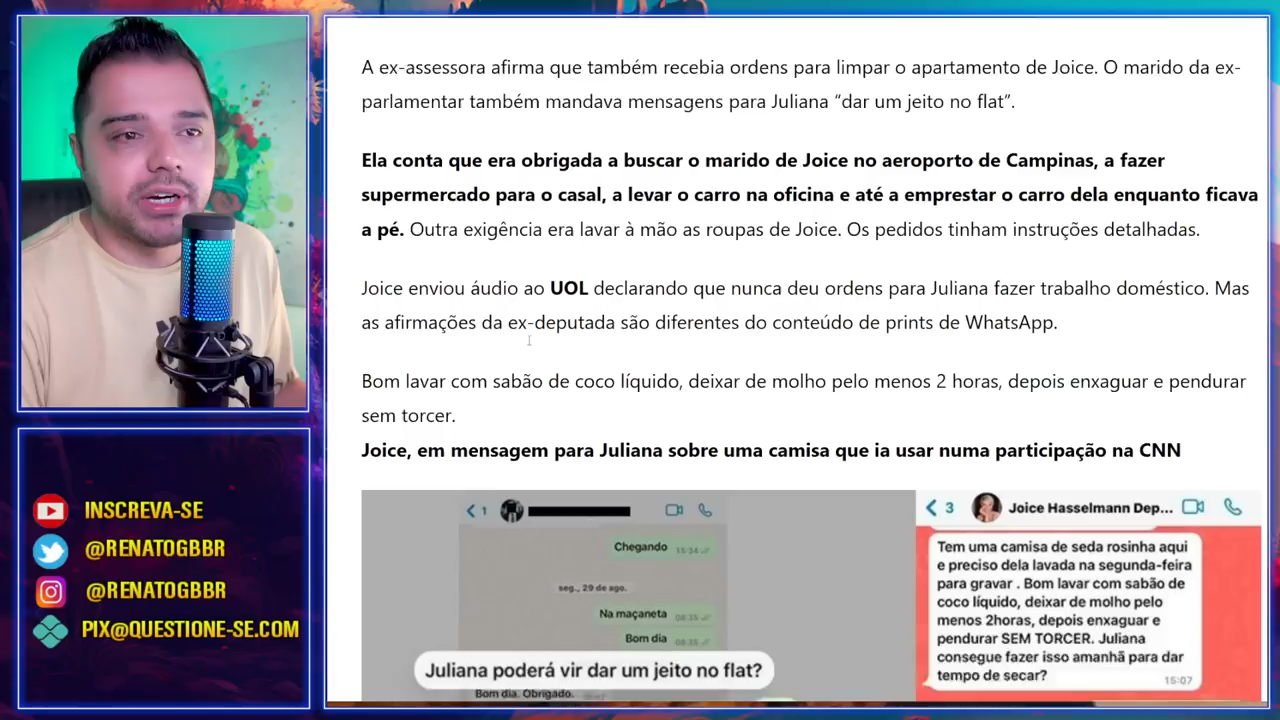 A ex-assessora afirma que também recebia ordens para limpar o apartamento de Joice. O marido da ex-
parlamentar também mandava mensagens para Juliana “dar um jeito no flat”.
Ela conta que era obrigada a buscar o marido de Joice no aeroporto de Campinas, a fazer
supermercado para o casal, a levar o carro na oficina e até a emprestar o carro dela enquanto ficava
a pé. Outra exigência era lavar à mão as roupas de Joice. Os pedidos tinham instruções detalhadas.
Joice enviou áudio ao UOL declarando que nunca deu ordens para Juliana fazer trabalho doméstico. Mas
as afirmações da ex-deputada são diferentes do conteúdo de prints de WhatsApp.
Bom lavar com sabão de coco líquido, deixar de molho pelo menos 2 horas, depois enxaguar e pendurar
sem torcer.
Joice, em mensagem para Juliana sobre uma camisa que ia usar numa participação na CNN
1
Chegando 15:34
seg., 29 de ago.
Na maçaneta 08:35
Bom dia 08:35
Juliana poderá vir dar um jeito no flat?
Bom dia. Obrigado.
3 Joice Hasselmann Dep...
Tem uma camisa de seda rosinha aqui
e preciso dela lavada na segunda-feira
para gravar . Bom lavar com sabão de
coco líquido, deixar de molho pelo
menos 2horas, depois enxaguar e
pendurar SEM TORCER. Juliana
consegue fazer isso amanhã para dar
tempo de secar?
15:07
INSCREVA-SE
@RENATOGBBR
@RENATOGBBR
PIX@QUESTIONE-SE.COM